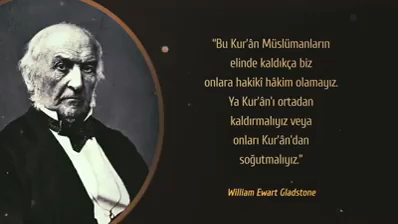 “Bu Kur'ân Müslümanların
elinde kaldıkça biz
onlara hakikî hâkim olamayız.
Ya Kur'ân'ı ortadan
kaldırmalıyız veya
onları Kur'ân'dan
soğutmalıyız.”
William Ewart Gladstone